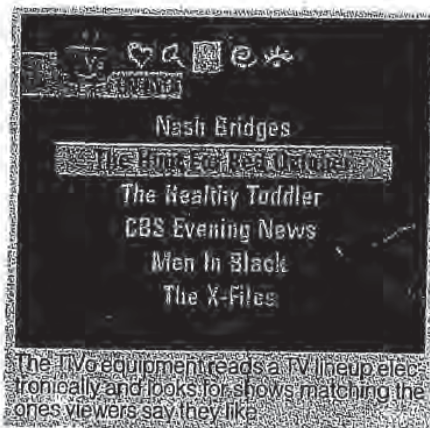 Nash Bridges
The Hunt For Red October
The Healthy Toddler
CBS Evening News
Men In Black
The X-Files
The TiVo equipment reads a TV lineup elec-
tronically and looks for shows matching the
ones viewers say they like.